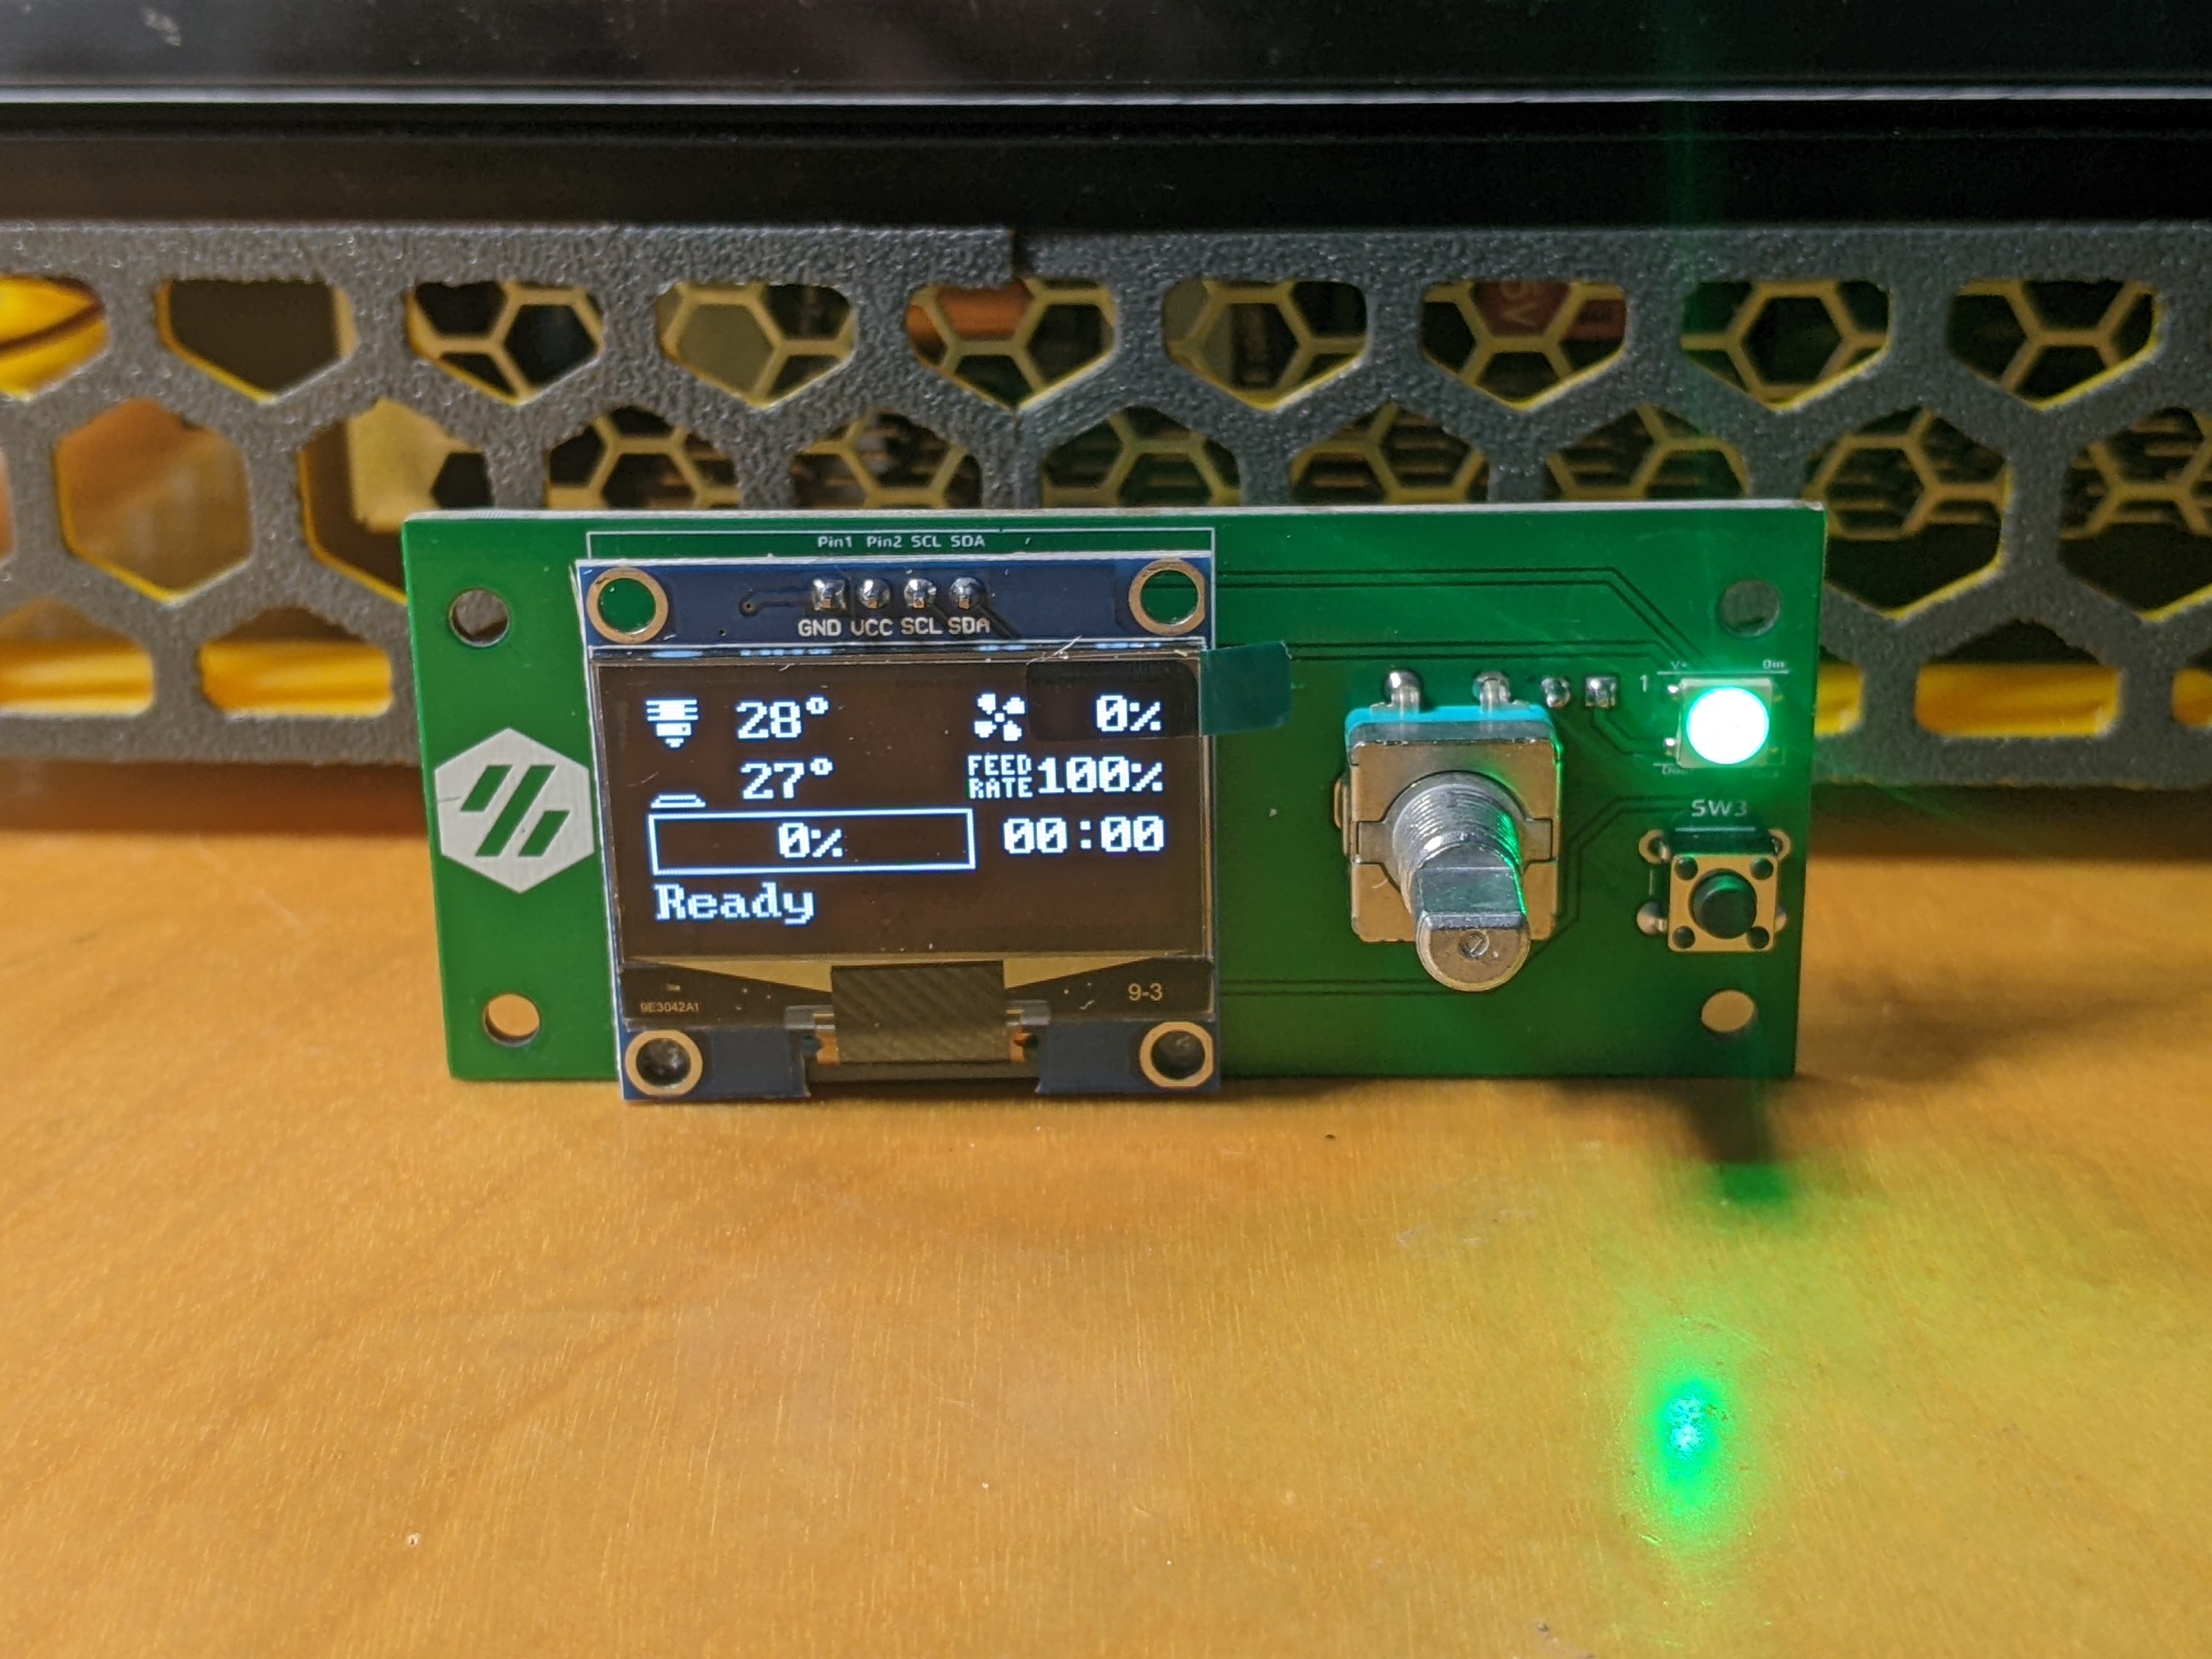 Pin1 Pin2 SCL SDA
GND VCC SCL SDA
28° 0%
27° FEED RATE 100%
0% 00:00
Ready
9E3042A1
9-3
1
V+ Din
SW3
5V